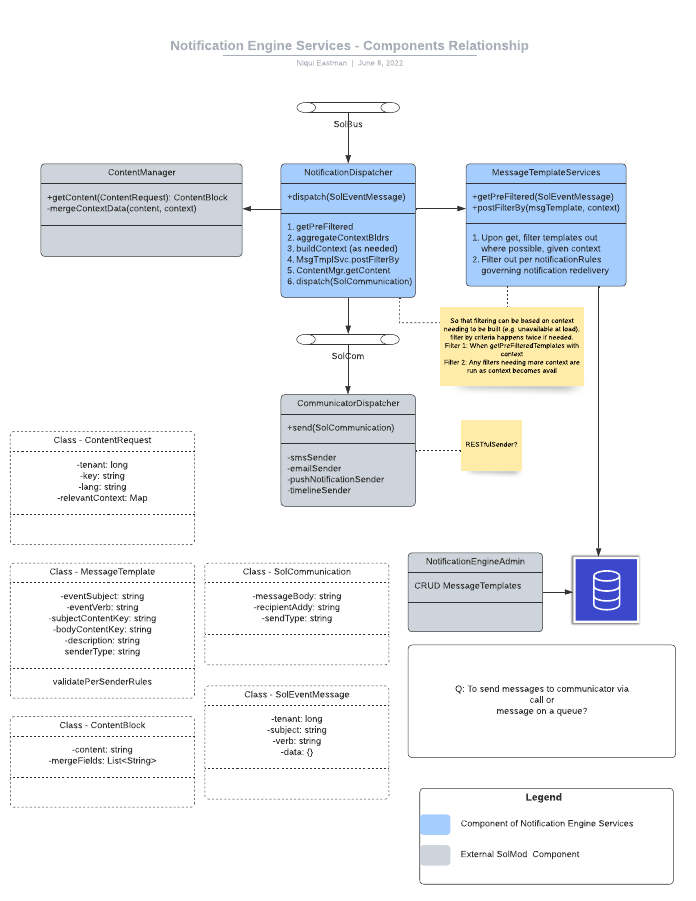 Notification Engine Services - Components Relationship
Niqui Eastman | June 8, 2022
SolBus
ContentManager
+getContent(ContentRequest): ContentBlock
-mergeContextData(content, context)
NotificationDispatcher
+dispatch(SolEventMessage)
1. getPreFiltered
2. aggregateContextBldrs
3. buildContext (as needed)
4. MsgTmplSvc.postFilterBy
5. ContentMgr.getContent
6. dispatch(SolCommunication)
MessageTemplateServices
+getPreFiltered(SolEventMessage)
+postFilterBy(msgTemplate, context)
1. Upon get, filter templates out
where possible, given context
2. Filter out per notificationRules
governing notification redelivery
So that filtering can be based on context
needing to be built (e.g. unavailable at load),
filter by criteria happens twice if needed.
Filter 1: When getPreFilteredTemplates with
context
Filter 2: Any filters needing more context are
run as context becomes avail
SolCom
CommunicatorDispatcher
+send(SolCommunication)
-smsSender
-emailSender
-pushNotificationSender
-timelineSender
RESTfulSender?
Class - ContentRequest
-tenant: long
-key: string
-lang: string
-relevantContext: Map
Class - MessageTemplate
-eventSubject: string
-eventVerb: string
-subjectContentKey: string
-bodyContentKey: string
-description: string
senderType: string
validatePerSenderRules
Class - SolCommunication
-messageBody: string
-recipientAddy: string
-sendType: string
NotificationEngineAdmin
CRUD MessageTemplates
Class - SolEventMessage
-tenant: long
-subject: string
-verb: string
-data: {}
Class - ContentBlock
-content: string
-mergeFields: List<String>
Q: To send messages to communicator via
call or
message on a queue?
Legend
Component of Notification Engine Services
External SolMod Component